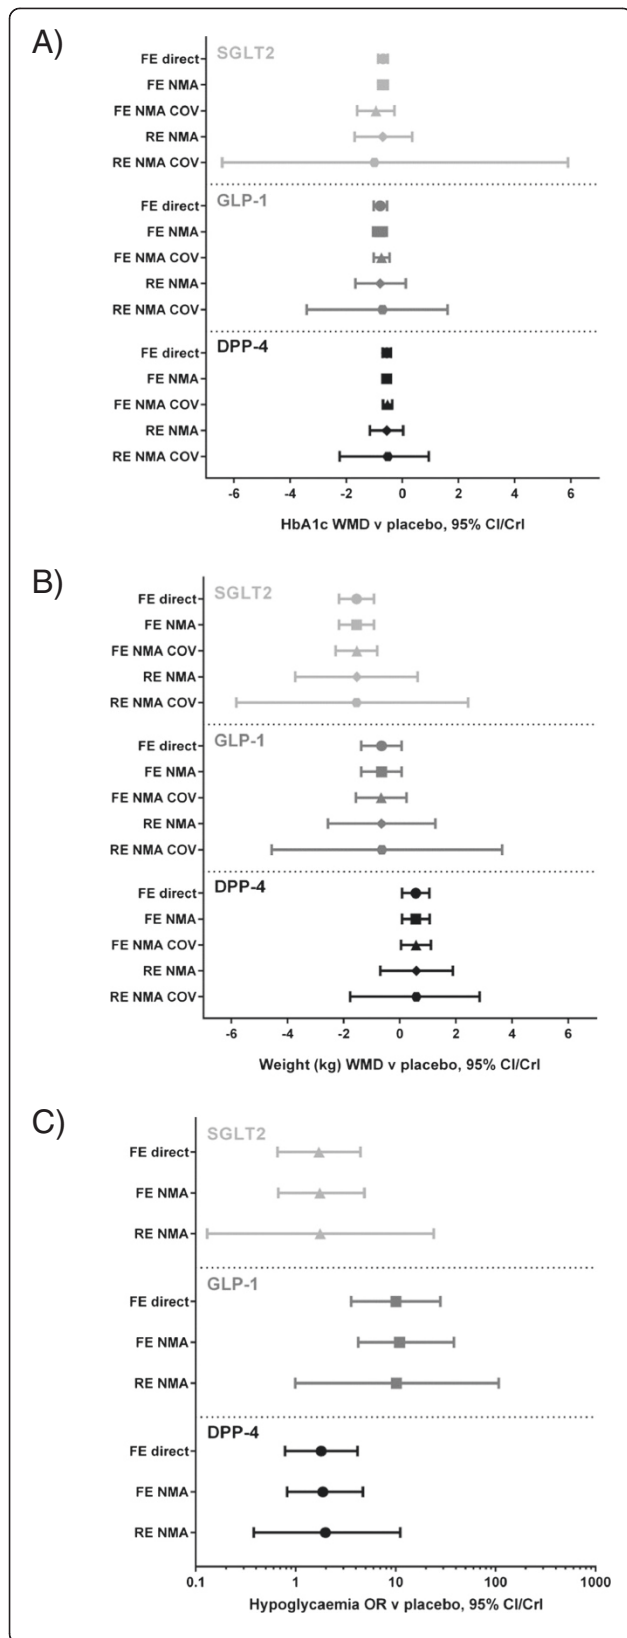 A)
SGLT2
FE direct
FE NMA
FE NMA COV
RE NMA
RE NMA COV
GLP-1
FE direct
FE NMA
FE NMA COV
RE NMA
RE NMA COV
DPP-4
FE direct
FE NMA
FE NMA COV
RE NMA
RE NMA COV
-6 -4 -2 0 2 4 6
HbA1c WMD v placebo, 95% CI/CrI
B)
SGLT2
FE direct
FE NMA
FE NMA COV
RE NMA
RE NMA COV
GLP-1
FE direct
FE NMA
FE NMA COV
RE NMA
RE NMA COV
DPP-4
FE direct
FE NMA
FE NMA COV
RE NMA
RE NMA COV
-6 -4 -2 0 2 4 6
Weight (kg) WMD v placebo, 95% CI/CrI
C)
SGLT2
FE direct
FE NMA
RE NMA
GLP-1
FE direct
FE NMA
RE NMA
DPP-4
FE direct
FE NMA
RE NMA
0.1 1 10 100 1000
Hypoglycaemia OR v placebo, 95% CI/CrI